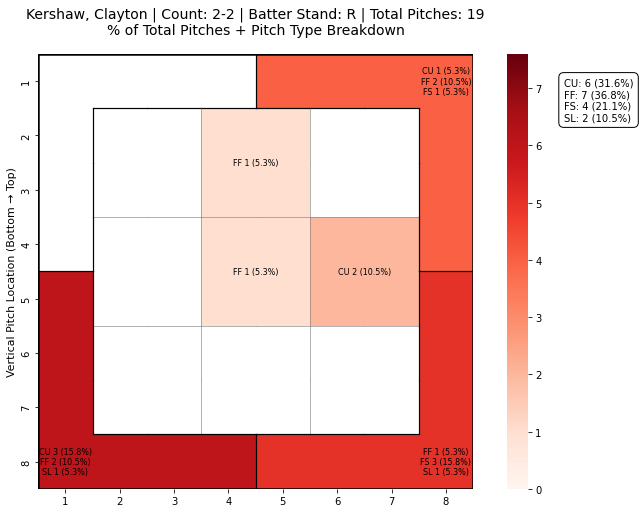 Kershaw, Clayton | Count: 2-2 | Batter Stand: R | Total Pitches: 19
% of Total Pitches + Pitch Type Breakdown
Vertical Pitch Location (Bottom → Top)
1
2
3
4
5
6
7
8
CU 1 (5.3%)
FF 2 (10.5%)
FS 1 (5.3%)
FF 1 (5.3%)
FF 1 (5.3%)
CU 2 (10.5%)
CU 3 (15.8%)
FF 2 (10.5%)
SL 1 (5.3%)
FF 1 (5.3%)
FS 3 (15.8%)
SL 1 (5.3%)
1 2 3 4 5 6 7 8
7
6
5
4
3
2
1
0
CU: 6 (31.6%)
FF: 7 (36.8%)
FS: 4 (21.1%)
SL: 2 (10.5%)